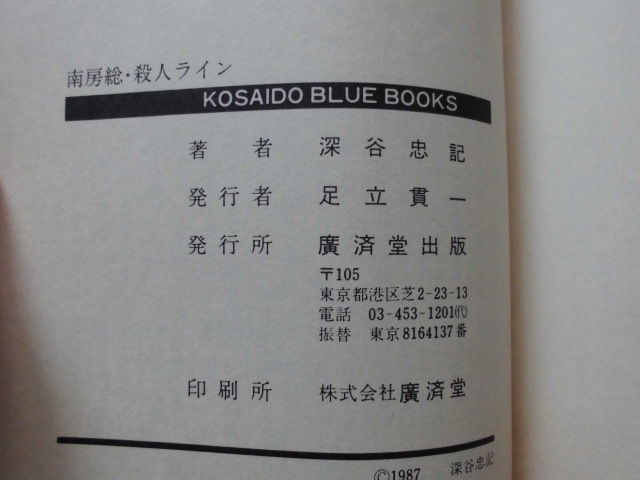 南房総・殺人ライン
KOSAIDO BLUE BOOKS
著者 深谷忠記
発行者 足立貫一
発行所 廣済堂出版
〒105
東京都港区芝2-23-13
電話 03-453-1201(代)
振替 東京8164137番
印刷所 株式会社廣済堂
©1987 深谷忠記